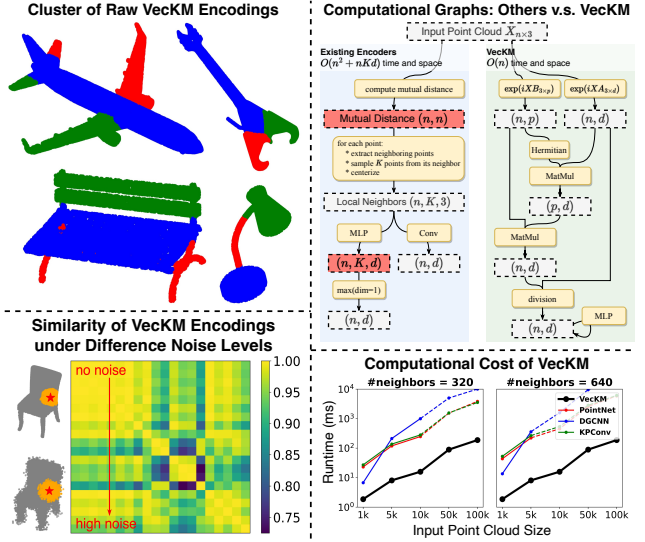 Cluster of Raw VecKM Encodings
Computational Graphs: Others v.s. VecKM
Input Point Cloud X_{n×3}
Existing Encoders
O(n² + nKd) time and space
compute mutual distance
Mutual Distance (n, n)
for each point:
* extract neighboring points
* sample K points from its neighbor
* centerize
Local Neighbors (n, K, 3)
MLP
Conv
(n, K, d)
(n, d)
max(dim=1)
(n, d)
VecKM
O(n) time and space
exp(iXB_{3×p})
exp(iXA_{3×d})
(n, p)
(n, d)
Hermitian
MatMul
(p, d)
MatMul
(n, d)
division
MLP
(n, d)
Similarity of VecKM Encodings
under Difference Noise Levels
no noise
high noise
1.00
0.95
0.90
0.85
0.80
0.75
Computational Cost of VecKM
#neighbors = 320
#neighbors = 640
Runtime (ms)
10⁴
10³
10²
10¹
10⁰
1k
5k
10k
50k
100k
VecKM
PointNet
DGCNN
KPConv
1k
5k
10k
50k
100k
Input Point Cloud Size